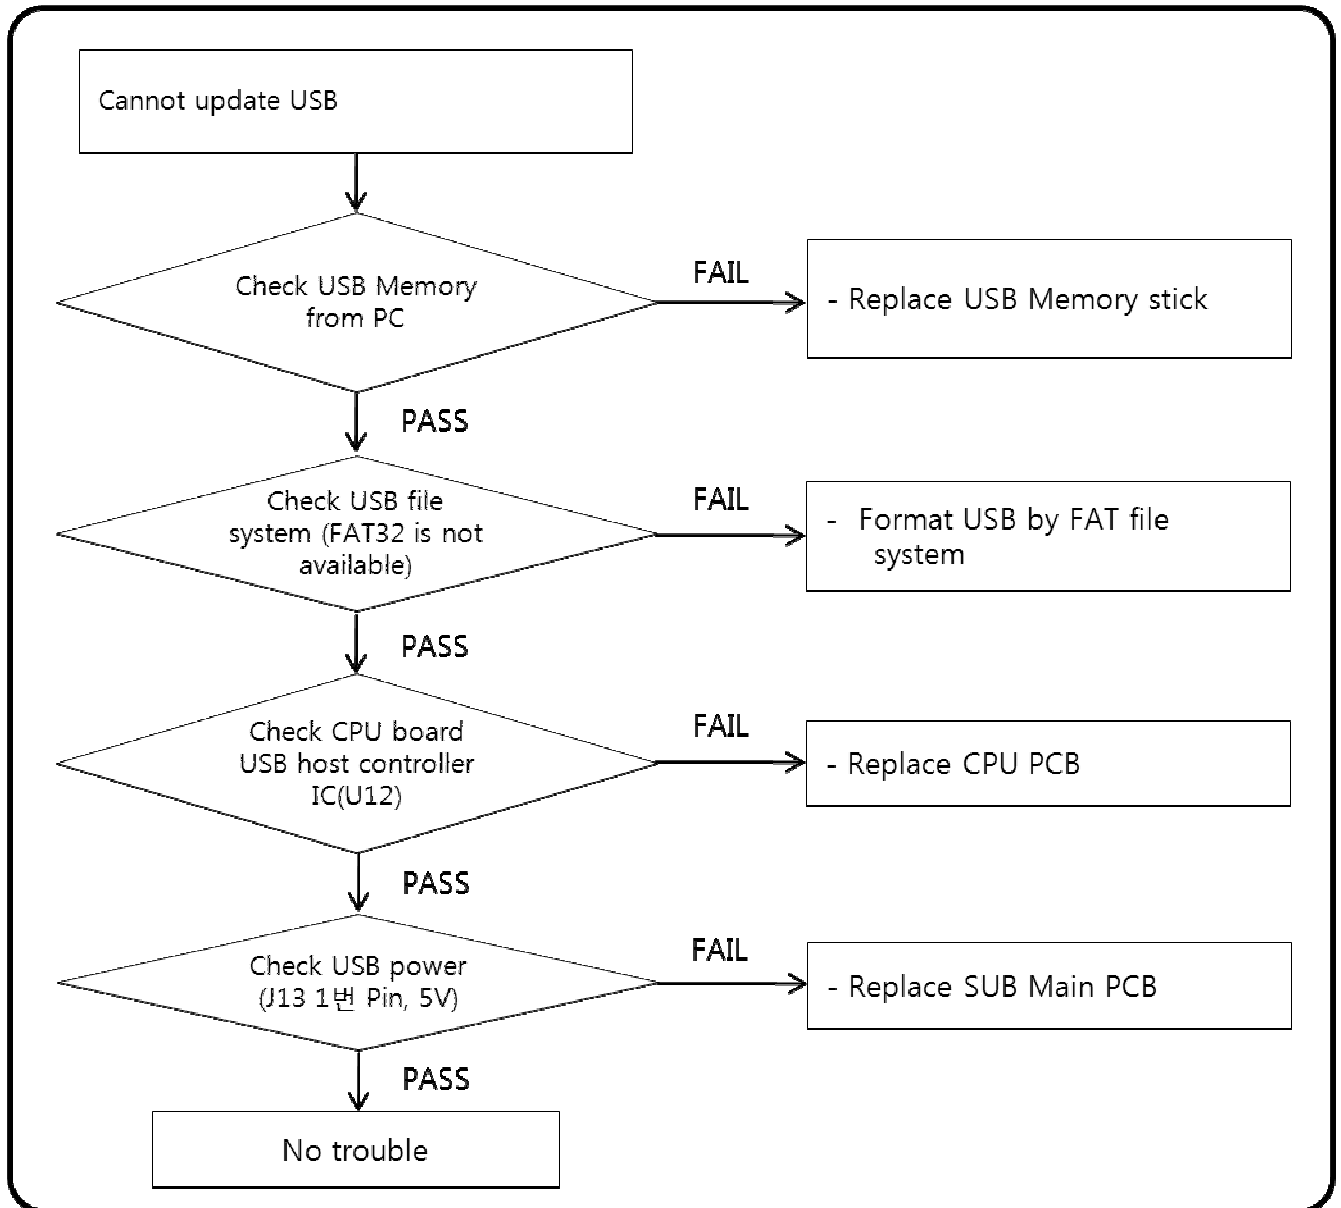 Cannot update USB
Check USB Memory
from PC
FAIL
- Replace USB Memory stick
PASS
Check USB file
system (FAT32 is not
available)
FAIL
- Format USB by FAT file
system
PASS
Check CPU board
USB host controller
IC(U12)
FAIL
- Replace CPU PCB
PASS
Check USB power
(J13 1번 Pin, 5V)
FAIL
- Replace SUB Main PCB
PASS
No trouble